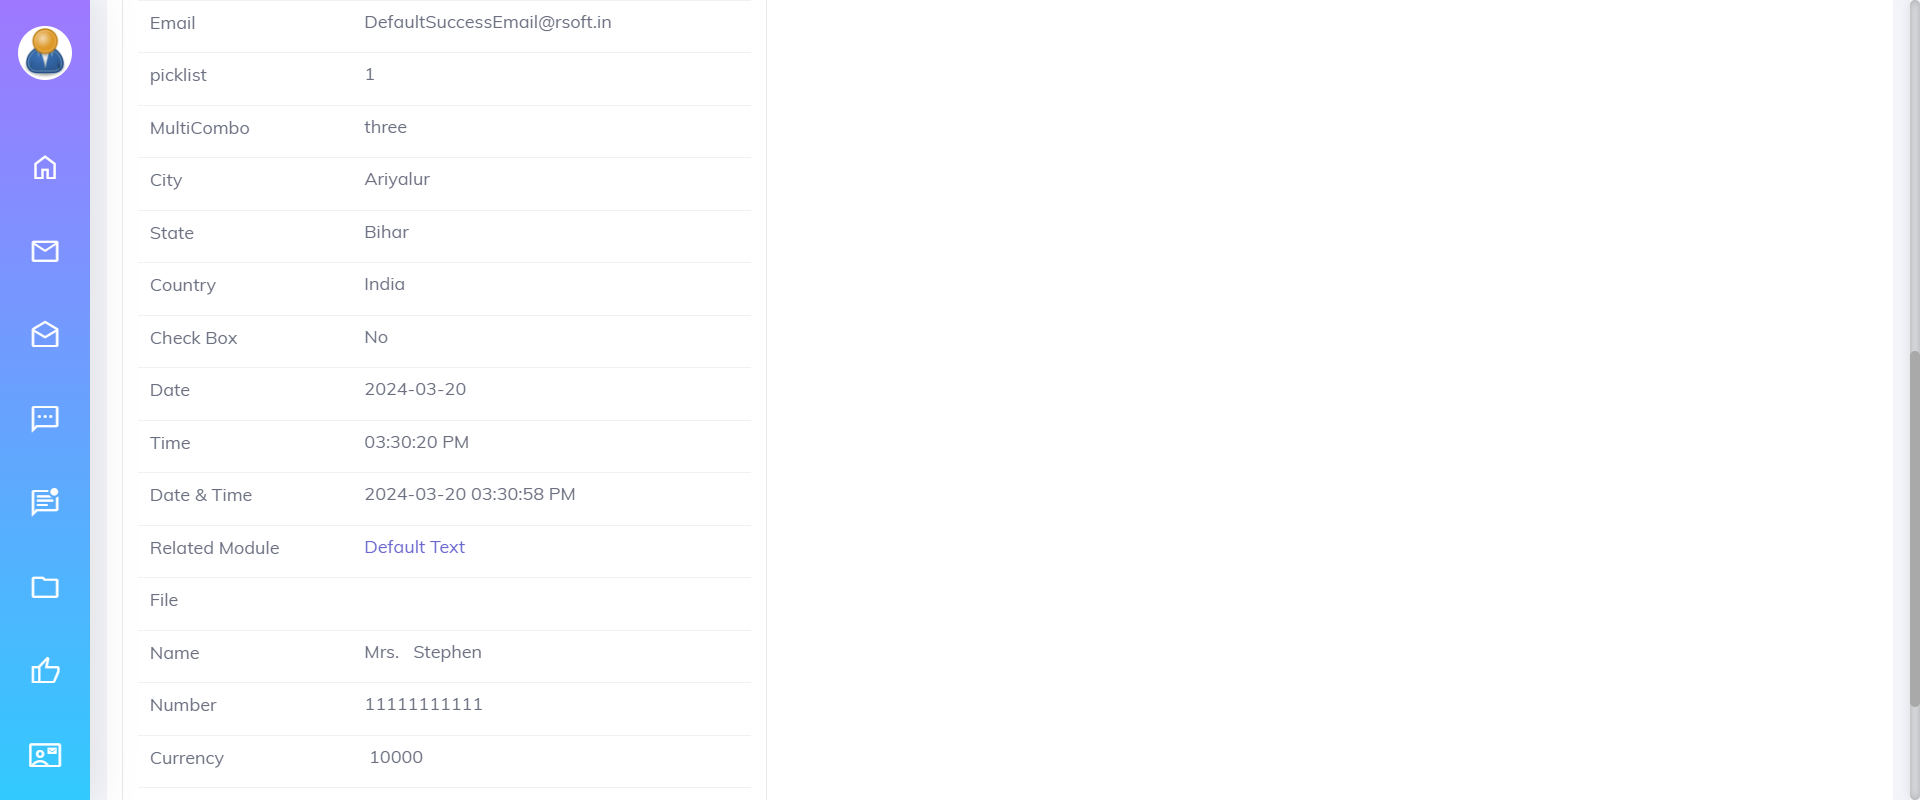 Email DefaultSuccessEmail@rsoft.in
picklist 1
MultiCombo three
City Ariyalur
State Bihar
Country India
Check Box No
Date 2024-03-20
Time 03:30:20 PM
Date & Time 2024-03-20 03:30:58 PM
Related Module Default Text
File
Name Mrs. Stephen
Number 11111111111
Currency 10000